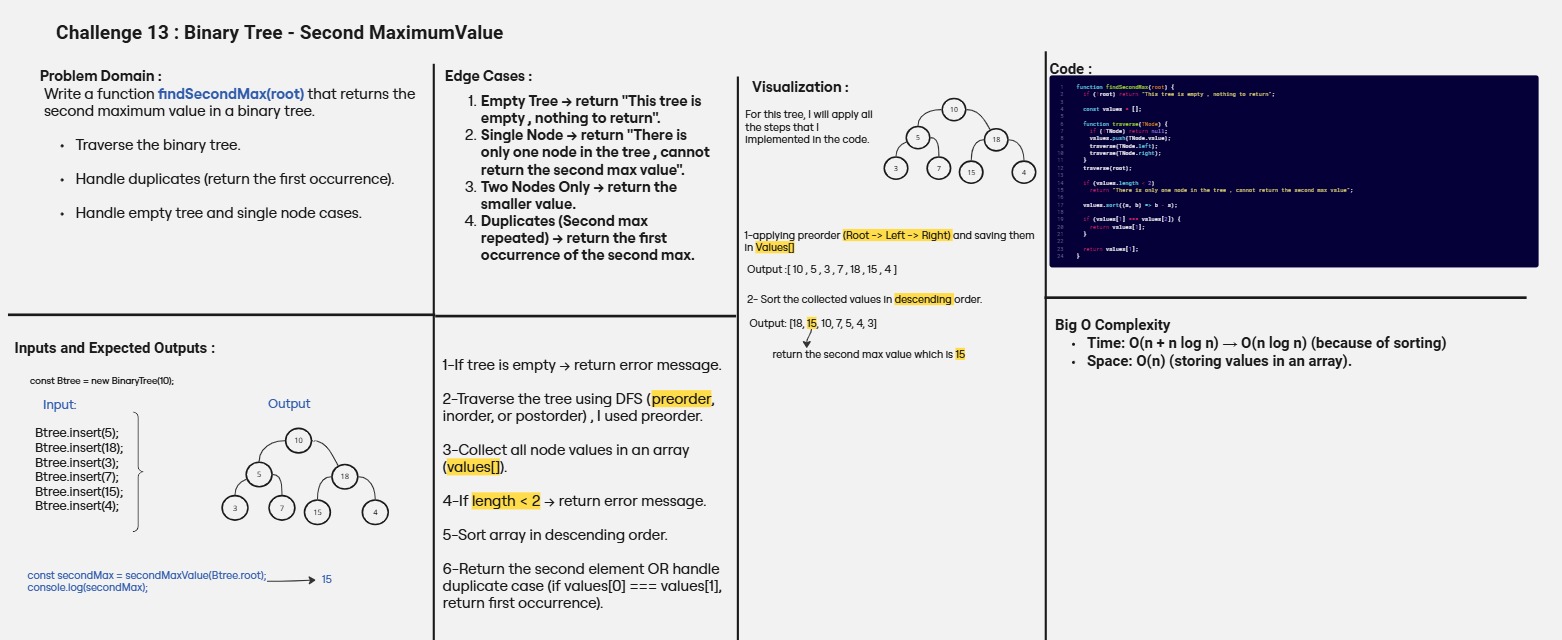 Challenge 13 : Binary Tree - Second MaximumValue
Problem Domain :
Write a function findSecondMax(root) that returns the
second maximum value in a binary tree.
• Traverse the binary tree.
• Handle duplicates (return the first occurrence).
• Handle empty tree and single node cases.
Edge Cases :
1. Empty Tree → return "This tree is
empty , nothing to return".
2. Single Node → return "There is
only one node in the tree , cannot
return the second max value".
3. Two Nodes Only → return the
smaller value.
4. Duplicates (Second max
repeated) → return the first
occurrence of the second max.
Visualization :
For this tree, I will apply all
the steps that I
implemented in the code.
10
5
18
3
7
15
4
1-applying preorder (Root -> Left -> Right) and saving them
in Values[]
Output :[ 10 , 5 , 3 , 7 , 18 , 15 , 4 ]
2- Sort the collected values in descending order.
Output: [18, 15, 10, 7, 5, 4, 3]
return the second max value which is 15
Code :
1 function findSecondMax(root) {
2 if (!root) return "This tree is empty , nothing to return";
3
4 const values = [];
5
6 function traverse(TNode) {
7 if (!TNode) return null;
8 values.push(TNode.value);
9 traverse(TNode.left);
10 traverse(TNode.right);
11 }
12 traverse(root);
13
14 if (values.length < 2)
15 return "There is only one node in the tree , cannot return the second max value";
16
17 values.sort((a, b) => b - a);
18
19 if (values[1] === values[2]) {
20 return values[1];
21 }
22
23 return values[1];
24 }
Big O Complexity
• Time: O(n + n log n) → O(n log n) (because of sorting)
• Space: O(n) (storing values in an array).
Inputs and Expected Outputs :
const Btree = new BinaryTree(10);
Input:
Output
Btree.insert(5);
Btree.insert(18);
Btree.insert(3);
Btree.insert(7);
Btree.insert(15);
Btree.insert(4);
10
5
18
3
7
15
4
const secondMax = secondMaxValue(Btree.root);
console.log(secondMax);
15
1-If tree is empty → return error message.
2-Traverse the tree using DFS (preorder,
inorder, or postorder) , I used preorder.
3-Collect all node values in an array
(values[]).
4-If length < 2 → return error message.
5-Sort array in descending order.
6-Return the second element OR handle
duplicate case (if values[0] === values[1],
return first occurrence).